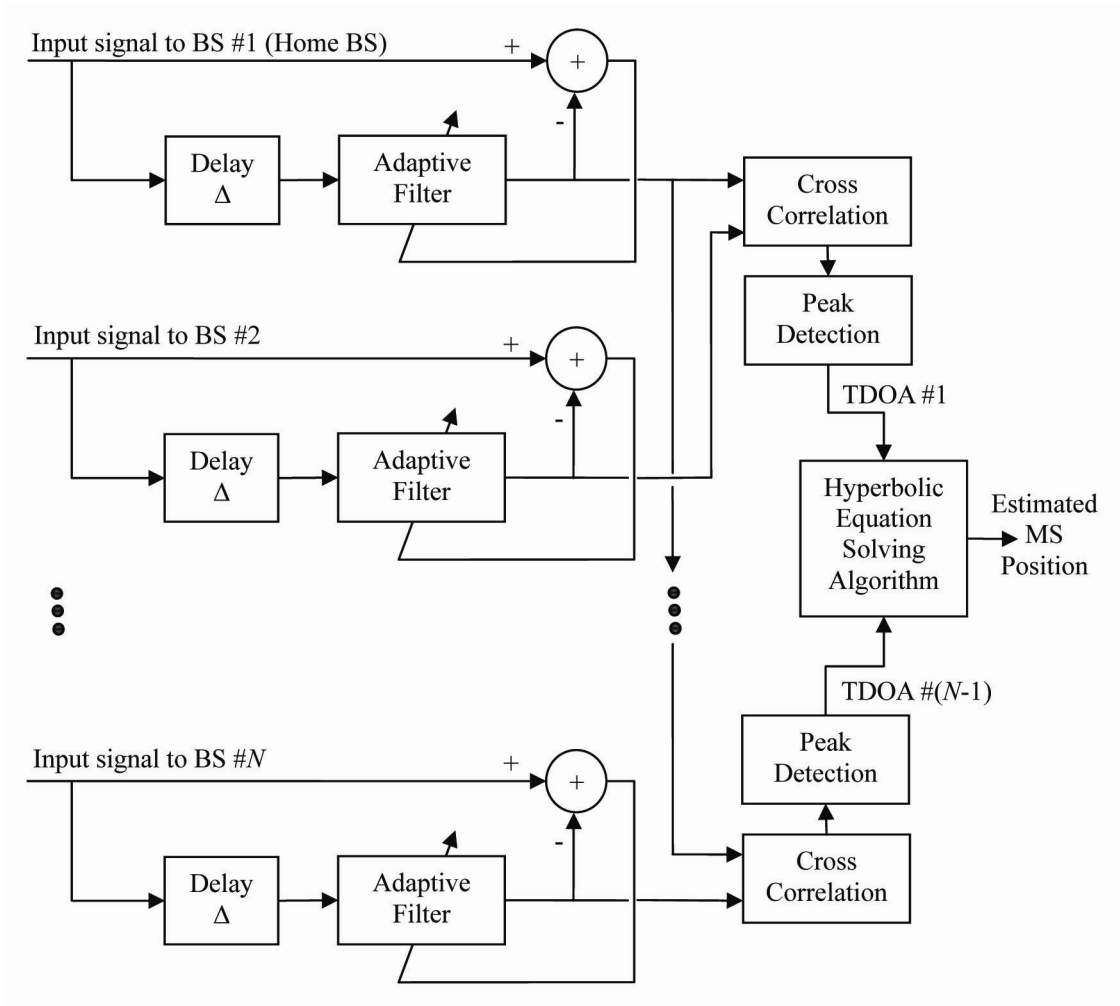 Input signal to BS #1 (Home BS)
+
+
-
Delay
Δ
Adaptive
Filter
Cross
Correlation
Peak
Detection
TDOA #1
Input signal to BS #2
+
+
-
Delay
Δ
Adaptive
Filter
Hyperbolic
Equation
Solving
Algorithm
Estimated
MS
Position
TDOA #(N-1)
Peak
Detection
Input signal to BS #N
+
+
-
Delay
Δ
Adaptive
Filter
Cross
Correlation